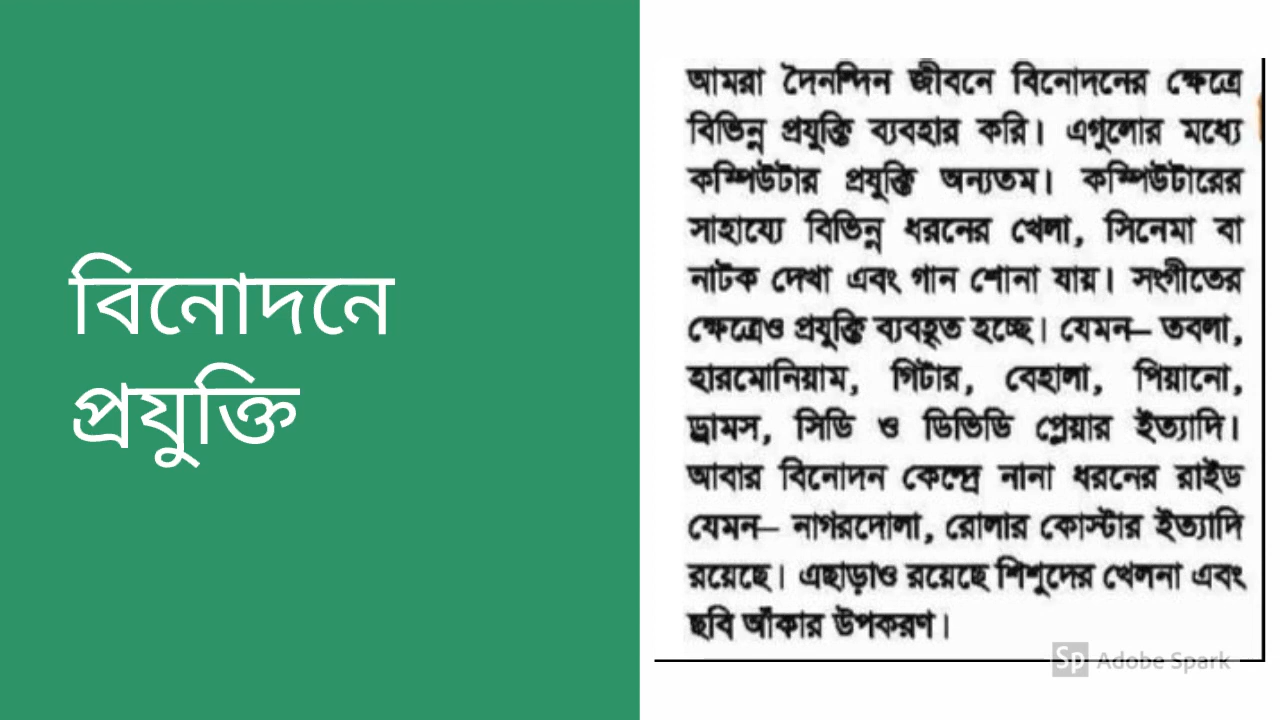 বিনোদনে
প্রযুক্তি
আমরা দৈনন্দিন জীবনে বিনোদনের ক্ষেত্রে
বিভিন্ন প্রযুক্তি ব্যবহার করি। এগুলোর মধ্যে
কম্পিউটার প্রযুক্তি অন্যতম। কম্পিউটারের
সাহায্যে বিভিন্ন ধরনের খেলা, সিনেমা বা
নাটক দেখা এবং গান শোনা যায়। সংগীতের
ক্ষেত্রেও প্রযুক্তি ব্যবহৃত হচ্ছে। যেমন– তবলা,
হারমোনিয়াম, গিটার, বেহালা, পিয়ানো,
ড্রামস, সিডি ও ডিভিডি প্লেয়ার ইত্যাদি।
আবার বিনোদন কেন্দ্রে নানা ধরনের রাইড
যেমন– নাগরদোলা, রোলার কোস্টার ইত্যাদি
রয়েছে। এছাড়াও রয়েছে শিশুদের খেলনা এবং
ছবি আঁকার উপকরণ।
Sp Adobe Spark